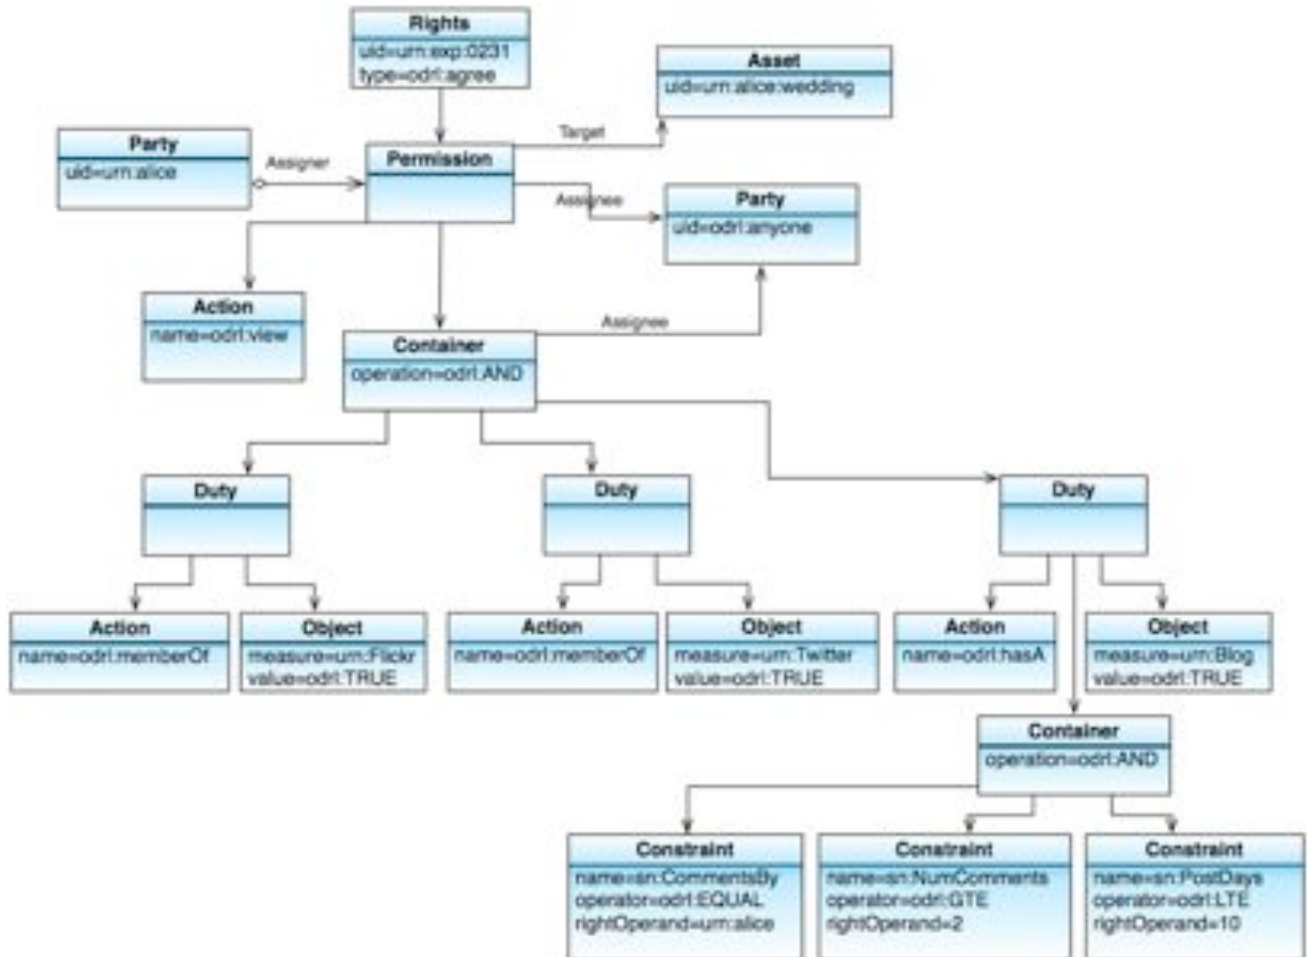 Rights
uid=urn:exp:0231
type=odrl:agree
Asset
uid=urn:alice:wedding
Target
Party
uid=urn:alice
Assigner
Permission
Assignee
Party
uid=odrl:anyone
Action
name=odrl:view
Assignee
Container
operation=odrl:AND
Duty
Duty
Duty
Action
name=odrl:memberOf
Object
measure=urn:Flickr
value=odrl:TRUE
Action
name=odrl:memberOf
Object
measure=urn:Twitter
value=odrl:TRUE
Action
name=odrl:hasA
Object
measure=urn:Blog
value=odrl:TRUE
Container
operation=odrl:AND
Constraint
name=sn:CommentsBy
operator=odrl:EQUAL
rightOperand=urn:alice
Constraint
name=sn:NumComments
operator=odrl:GTE
rightOperand=2
Constraint
name=sn:PostDays
operator=odrl:LTE
rightOperand=10